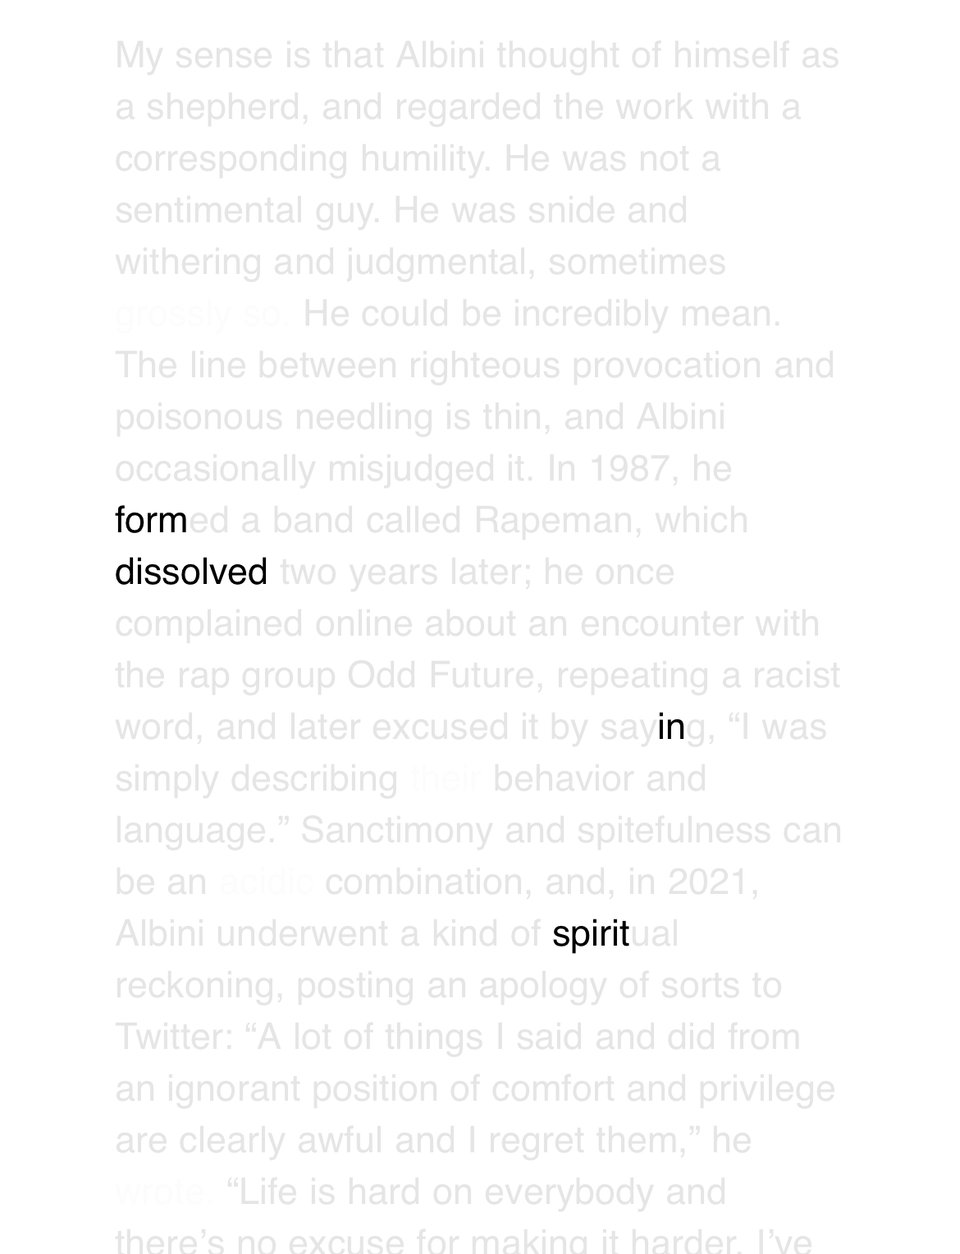 My sense is that Albini thought of himself as
a shepherd, and regarded the work with a
corresponding humility. He was not a
sentimental guy. He was snide and
withering and judgmental, sometimes
grossly so. He could be incredibly mean.
The line between righteous provocation and
poisonous needling is thin, and Albini
occasionally misjudged it. In 1987, he
formed a band called Rapeman, which
dissolved two years later; he once
complained online about an encounter with
the rap group Odd Future, repeating a racist
word, and later excused it by saying, “I was
simply describing their behavior and
language.” Sanctimony and spitefulness can
be an acidic combination, and, in 2021,
Albini underwent a kind of spiritual
reckoning, posting an apology of sorts to
Twitter: “A lot of things I said and did from
an ignorant position of comfort and privilege
are clearly awful and I regret them,” he
wrote. “Life is hard on everybody and
there’s no excuse for making it harder. I’ve